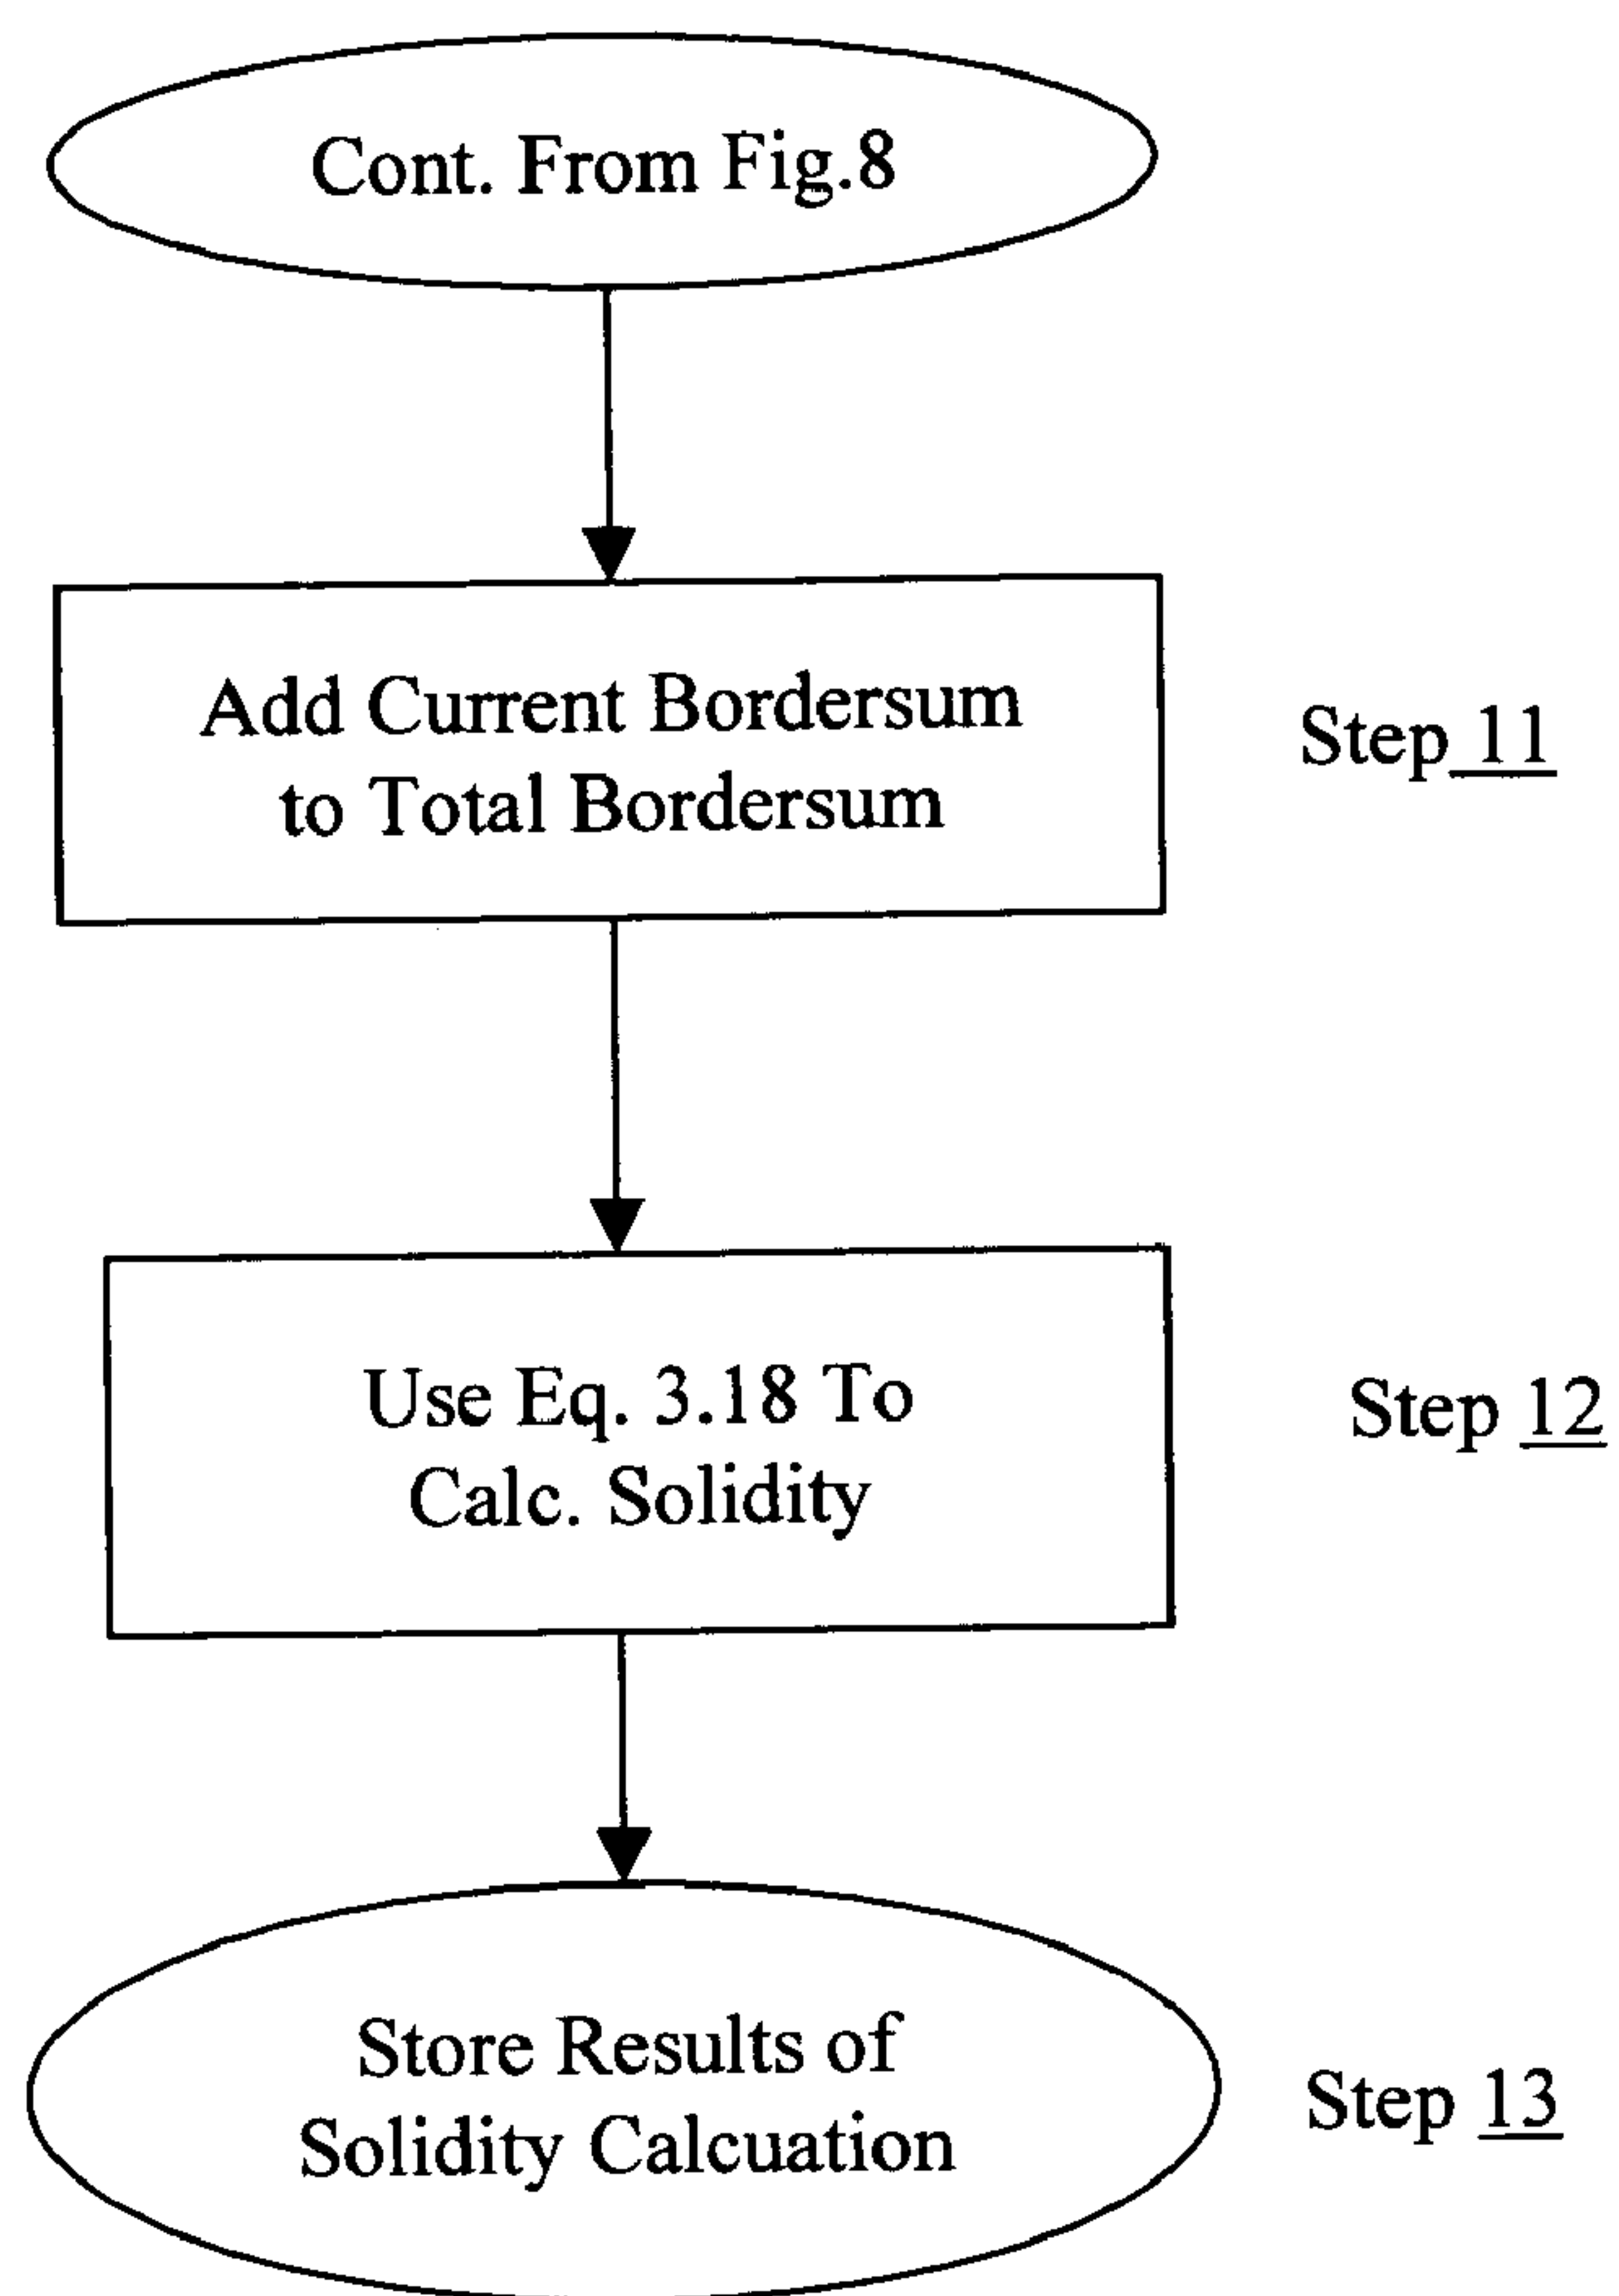 Cont. From Fig.8
Add Current Bordersum
to Total Bordersum
Step 11
Use Eq. 3.18 To
Calc. Solidity
Step 12
Store Results of
Solidity Calcuation
Step 13